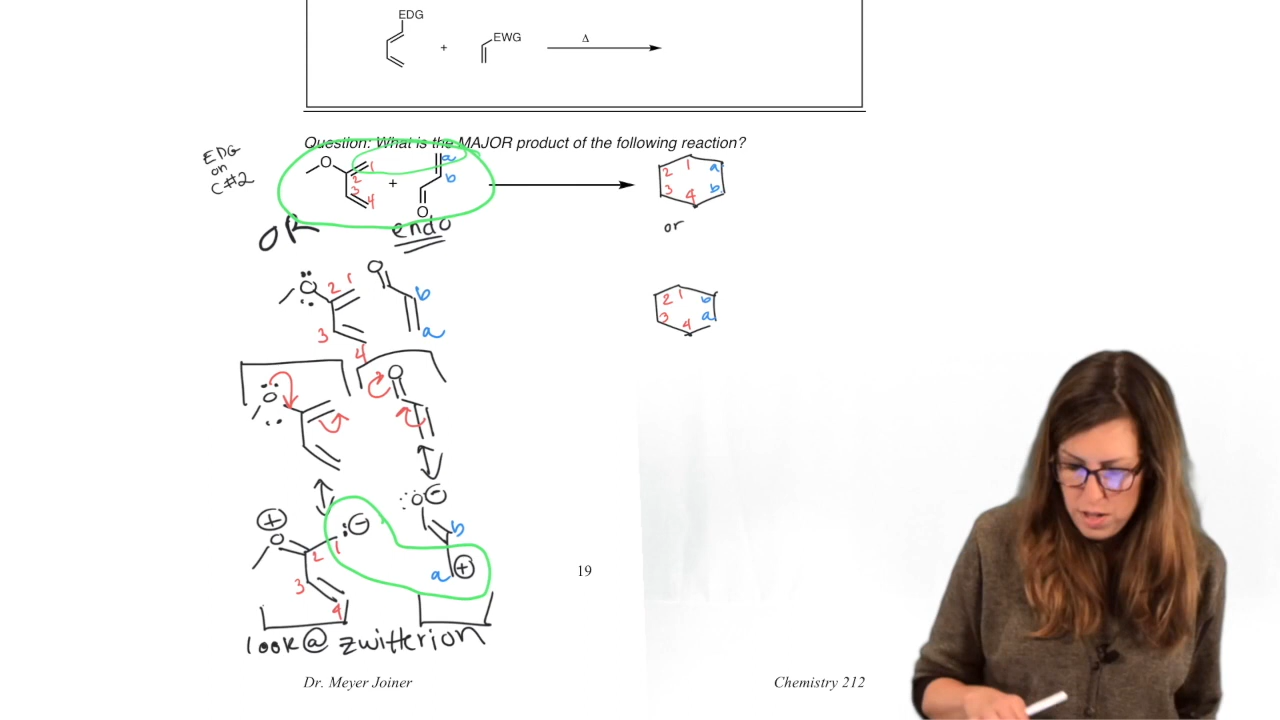 EDG
+ EWG Δ
Question: What is the MAJOR product of the following reaction?
EDG
on
C#2
O 1 2 3 4
+
a b
O
2 1 a
3 4 b
OR
endo
or
O 2 1
3 4
O b
a
2 1 b
3 4 a
O
O
⊕
O 2 1 :⊖
3 4
:O⊖
b
a ⊕
19
look@ zwitterion
Dr. Meyer Joiner
Chemistry 212